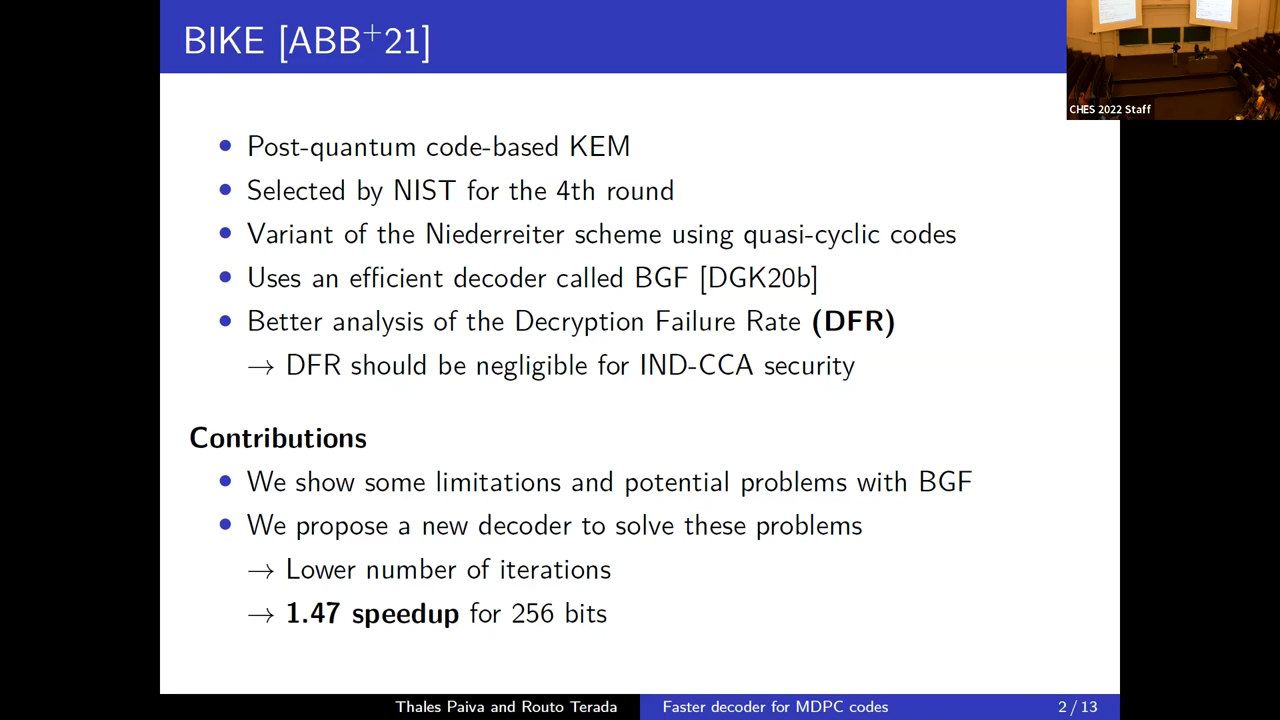 BIKE [ABB+21]
CHES 2022 Staff
• Post-quantum code-based KEM
• Selected by NIST for the 4th round
• Variant of the Niederreiter scheme using quasi-cyclic codes
• Uses an efficient decoder called BGF [DGK20b]
• Better analysis of the Decryption Failure Rate (DFR)
→ DFR should be negligible for IND-CCA security
Contributions
• We show some limitations and potential problems with BGF
• We propose a new decoder to solve these problems
→ Lower number of iterations
→ 1.47 speedup for 256 bits
Thales Paiva and Routo Terada Faster decoder for MDPC codes 2 / 13